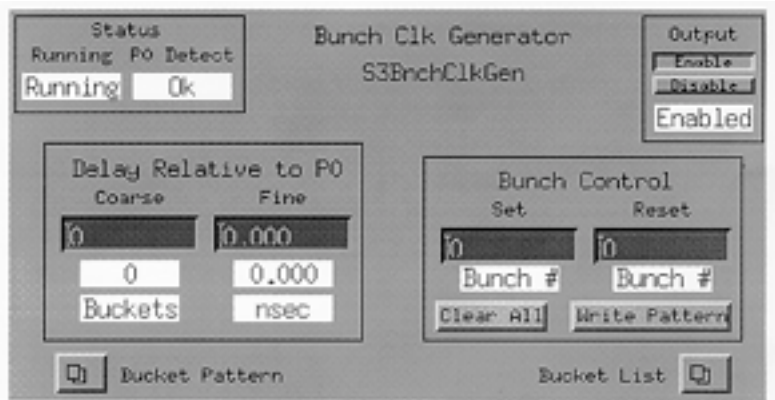 Status
Running P0 Detect
Running Ok
Bunch Clk Generator
S3BnchClkGen
Output
Enable
Disable
Enabled
Delay Relative to P0
Coarse Fine
0 0.000
0 0.000
Buckets nsec
Bunch Control
Set Reset
0 0
Bunch # Bunch #
Clear All Write Pattern
Bucket Pattern
Bucket List